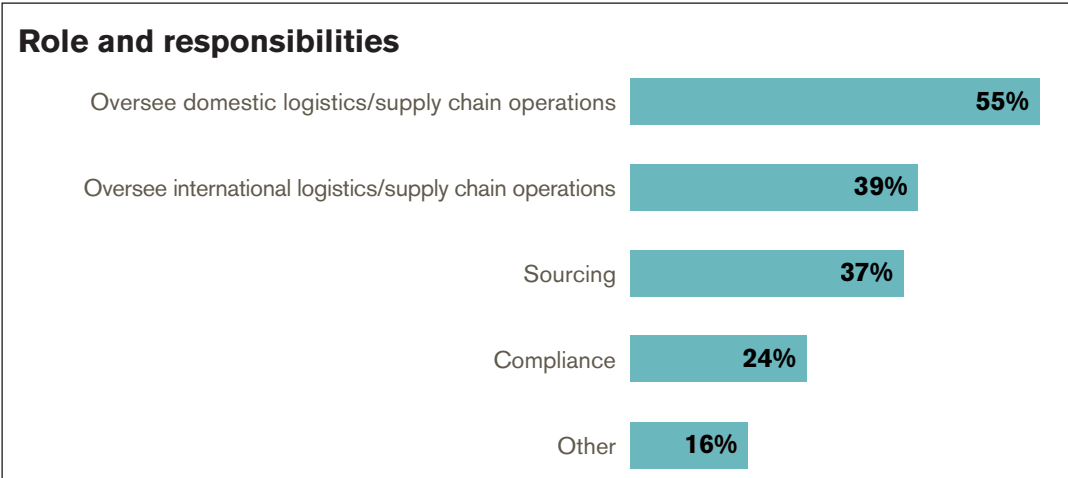 Role and responsibilities
Oversee domestic logistics/supply chain operations 55%
Oversee international logistics/supply chain operations 39%
Sourcing 37%
Compliance 24%
Other 16%